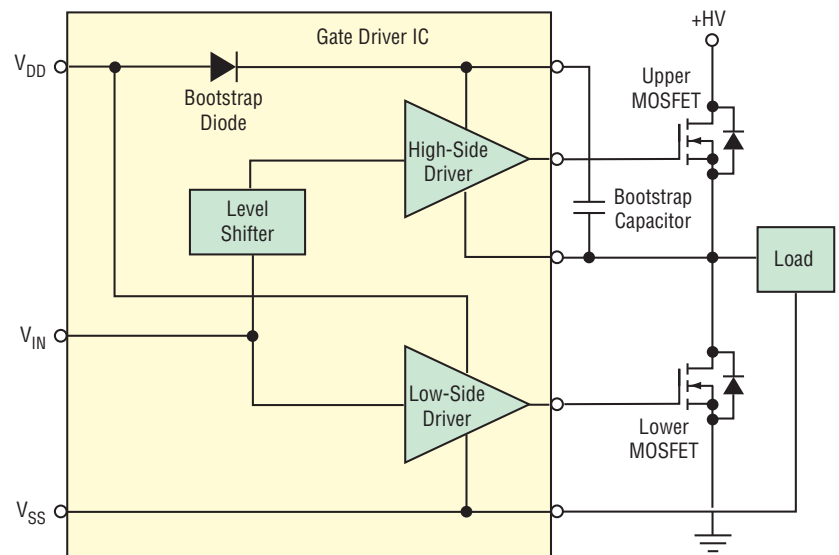 Gate Driver IC
+HV
V_DD
Bootstrap
Diode
Upper
MOSFET
High-Side
Driver
Level
Shifter
Bootstrap
Capacitor
Load
V_IN
Low-Side
Driver
Lower
MOSFET
V_SS